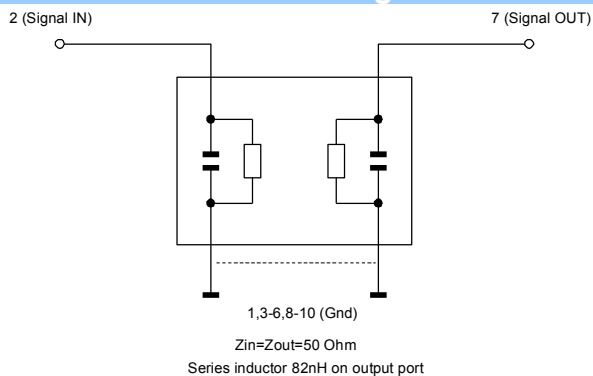 2 (Signal IN)
7 (Signal OUT)
1,3-6,8-10 (Gnd)
Zin=Zout=50 Ohm
Series inductor 82nH on output port